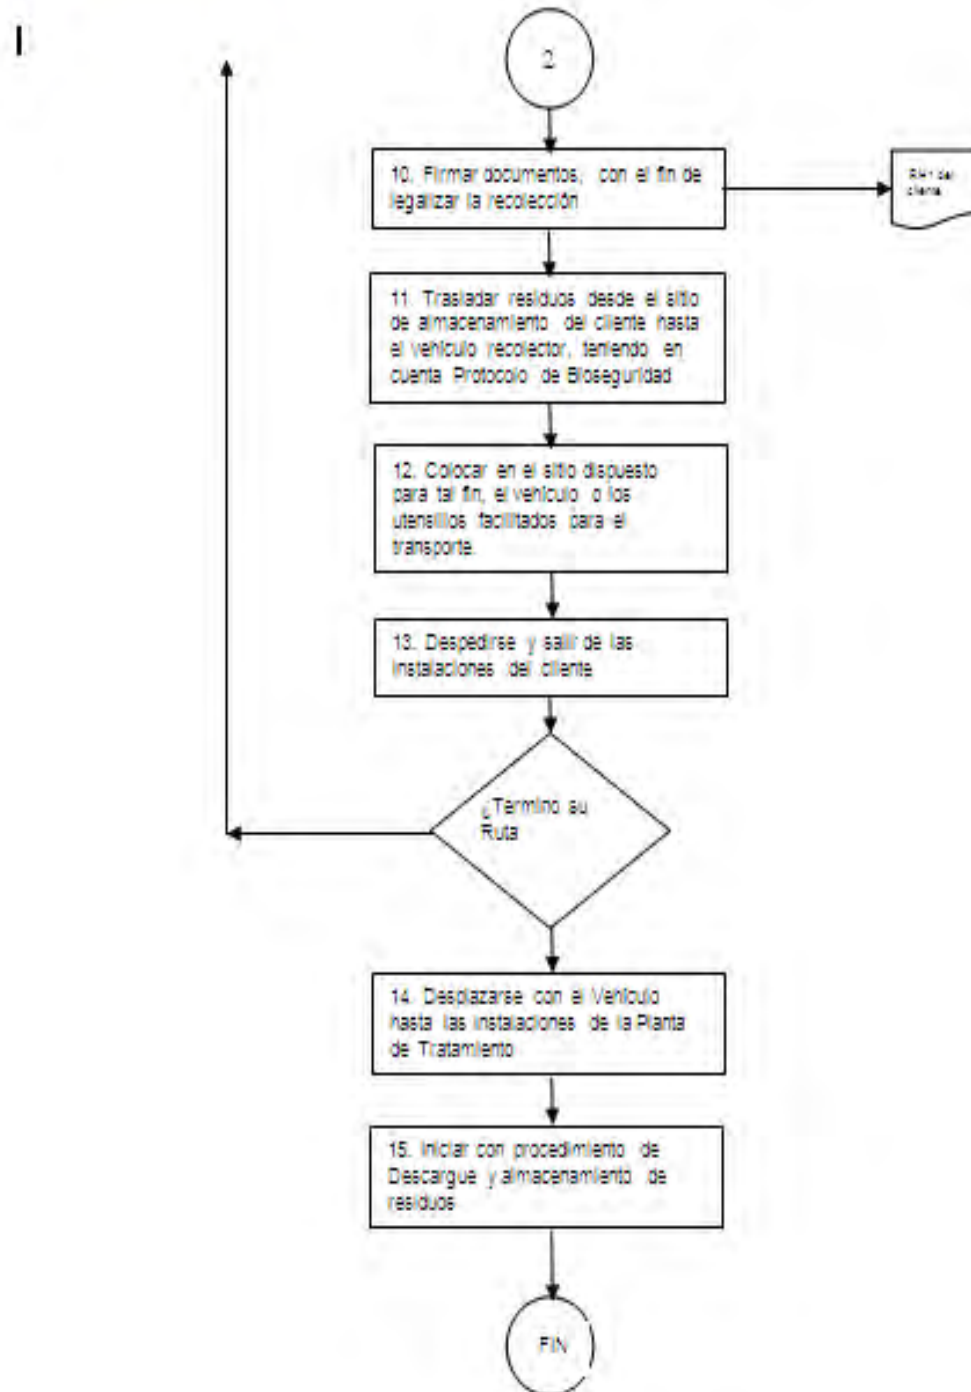 2
10. Firmar documentos, con el fin de
legalizar la recolección
RH1 del
cliente
11. Trasladar residuos desde el sitio
de almacenamiento del cliente hasta
el vehículo recolector, teniendo en
cuenta Protocolo de Bioseguridad
12. Colocar en el sitio dispuesto
para tal fin, el vehículo o los
utensilios facilitados para el
transporte.
13. Despedirse y salir de las
instalaciones del cliente
¿Termino su
Ruta
14. Desplazarse con el Vehículo
hasta las instalaciones de la Planta
de Tratamiento
15. Iniciar con procedimiento de
Descargue y almacenamiento de
residuos
FIN